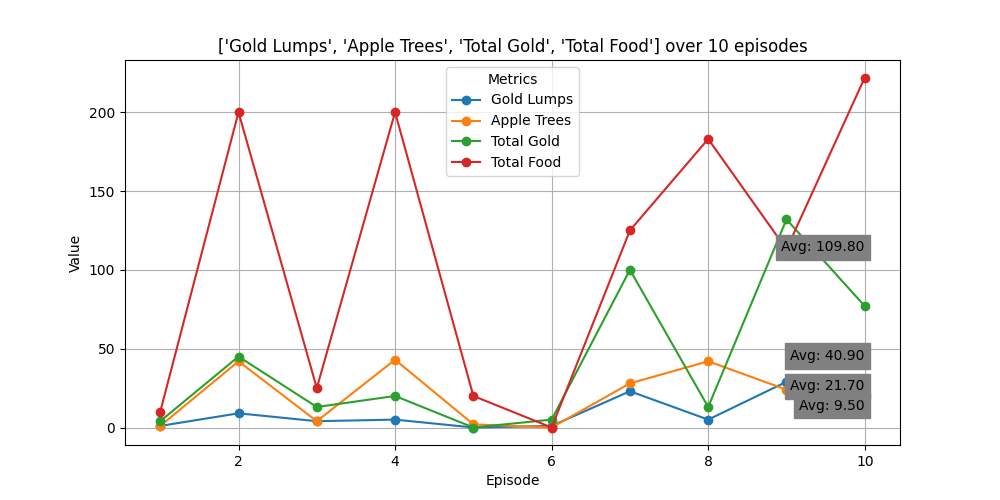 ['Gold Lumps', 'Apple Trees', 'Total Gold', 'Total Food'] over 10 episodes
Metrics
Gold Lumps
Apple Trees
Total Gold
Total Food
200
150
100
50
0
Value
Avg: 109.80
Avg: 40.90
Avg: 21.70
Avg: 9.50
2
4
6
8
10
Episode